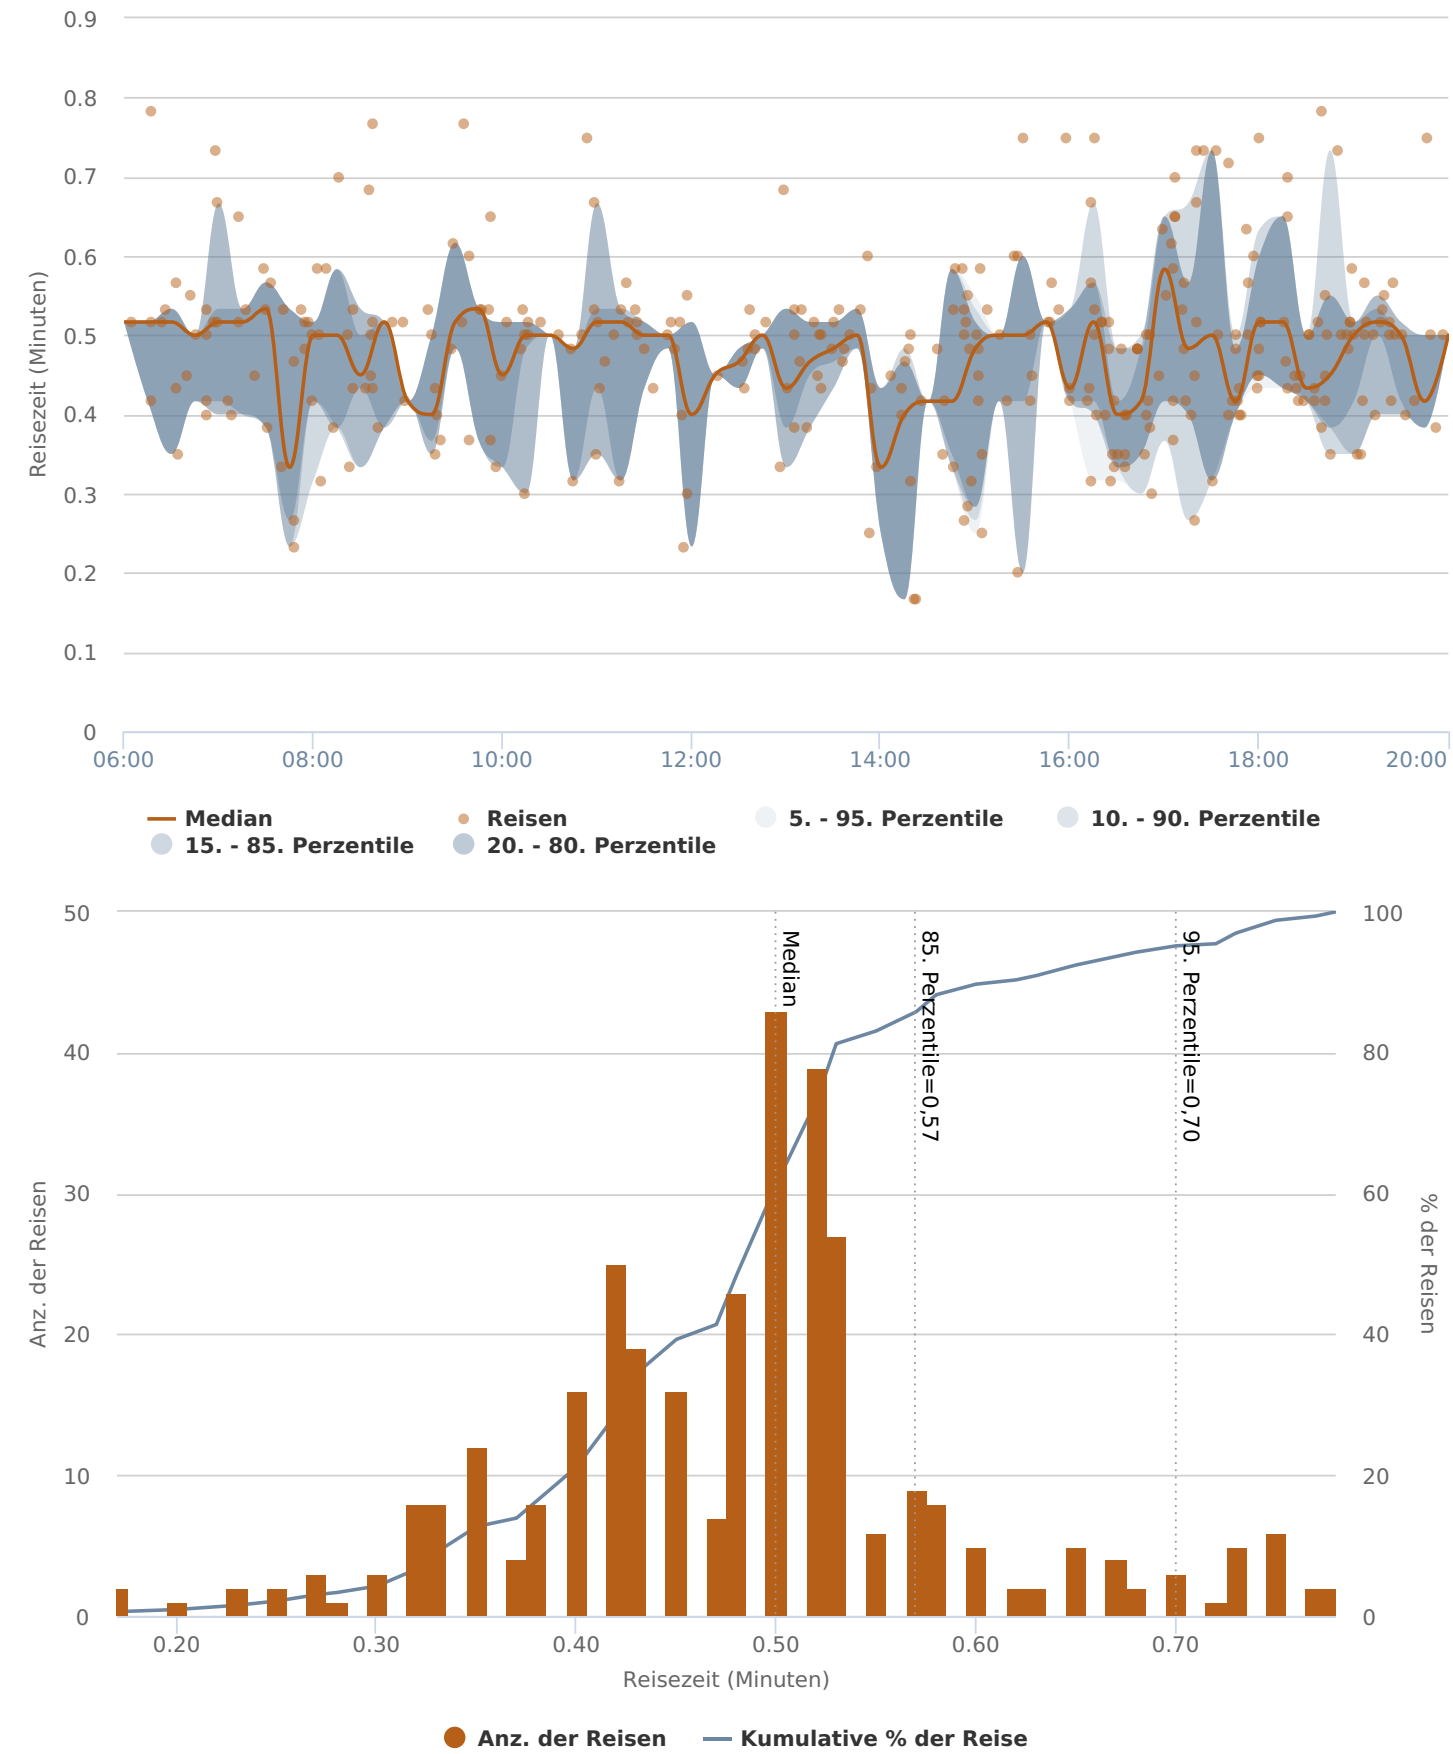 0.9
0.8
0.7
0.6
0.5
0.4
0.3
0.2
0.1
0
Reisezeit (Minuten)
06:00 08:00 10:00 12:00 14:00 16:00 18:00 20:00
Median Reisen 5. - 95. Perzentile 10. - 90. Perzentile
15. - 85. Perzentile 20. - 80. Perzentile
50 100
40 80
30 60
20 40
10 20
0 0
Anz. der Reisen
% der Reisen
Median
85. Perzentile=0,57
95. Perzentile=0,70
0.20 0.30 0.40 0.50 0.60 0.70
Reisezeit (Minuten)
Anz. der Reisen Kumulative % der Reise